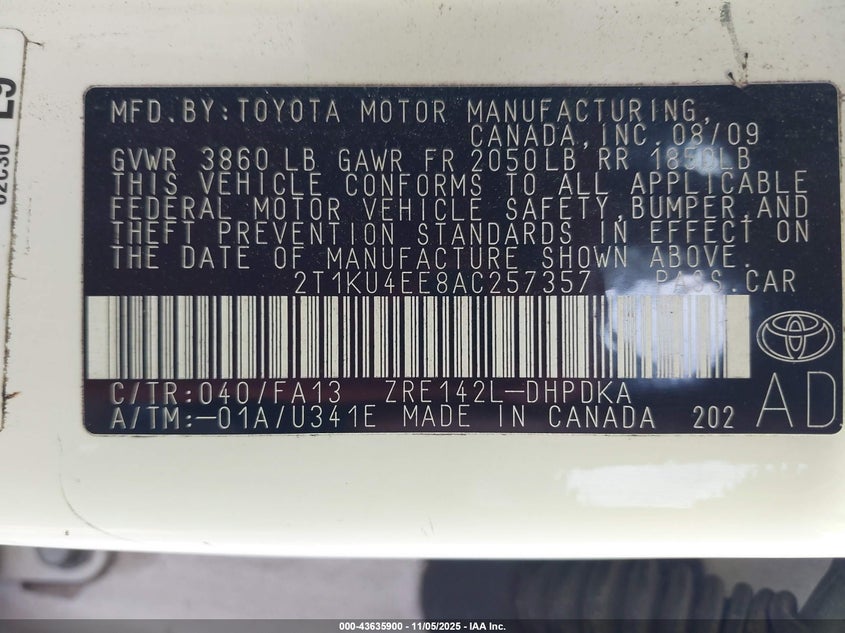 MFD.BY:TOYOTA MOTOR MANUFACTURING,
CANADA,INC. 08/09
GVWR 3860 LB GAWR FR 2050LB RR 1850LB
THIS VEHICLE CONFORMS TO ALL APPLICABLE
FEDERAL MOTOR VEHICLE SAFETY,BUMPER,AND
THEFT PREVENTION STANDARDS IN EFFECT ON
THE DATE OF MANUFACTURE SHOWN ABOVE.
2T1KU4EE8AC257357 PASS.CAR
C/TR:040/FA13 ZRE142L-DHPDKA
A/TM:-01A/U341E MADE IN CANADA 202
AD
000-43635900 - 11/05/2025 - IAA Inc.